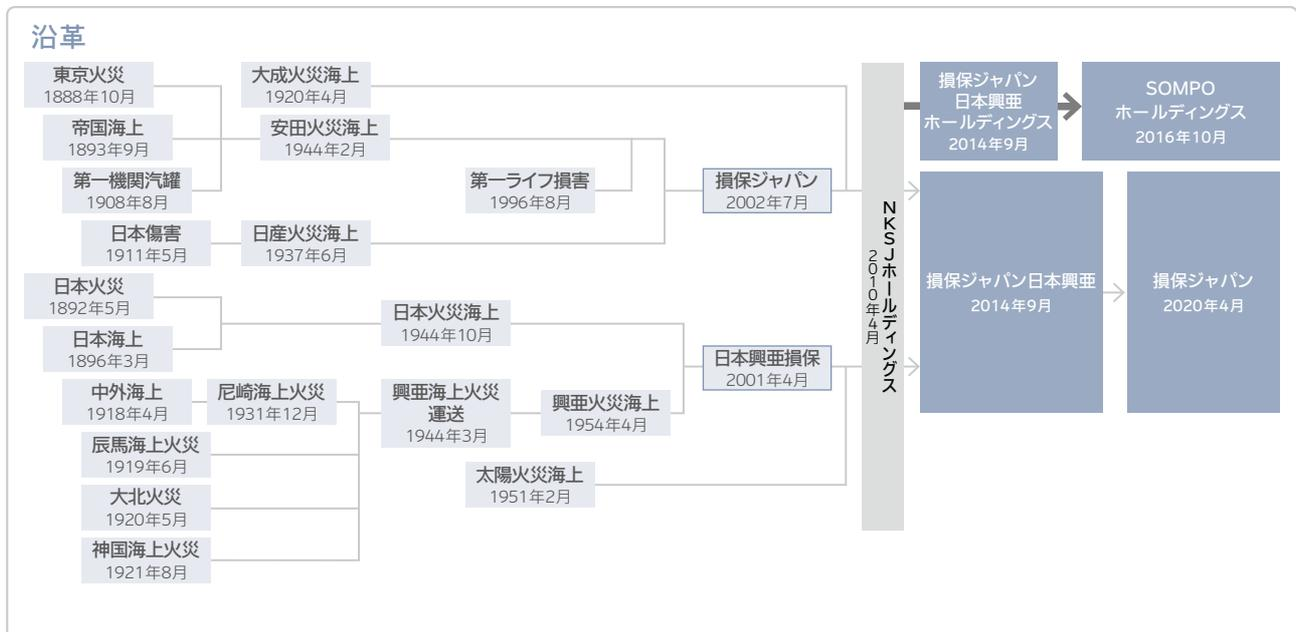 沿革
東京火災
1888年10月
大成火災海上
1920年4月
帝国海上
1893年9月
安田火災海上
1944年2月
第一機関汽罐
1908年8月
第一ライフ損害
1996年8月
損保ジャパン
2002年7月
日本傷害
1911年5月
日産火災海上
1937年6月
日本火災
1892年5月
日本火災海上
1944年10月
日本海上
1896年3月
日本興亜損保
2001年4月
中外海上
1918年4月
尼崎海上火災
1931年12月
興亜海上火災
運送
1944年3月
興亜火災海上
1954年4月
辰馬海上火災
1919年6月
太陽火災海上
1951年2月
大北火災
1920年5月
神国海上火災
1921年8月
NKSJホールディングス
2010年4月
損保ジャパン
日本興亜
ホールディングス
2014年9月
SOMPO
ホールディングス
2016年10月
損保ジャパン日本興亜
2014年9月
損保ジャパン
2020年4月